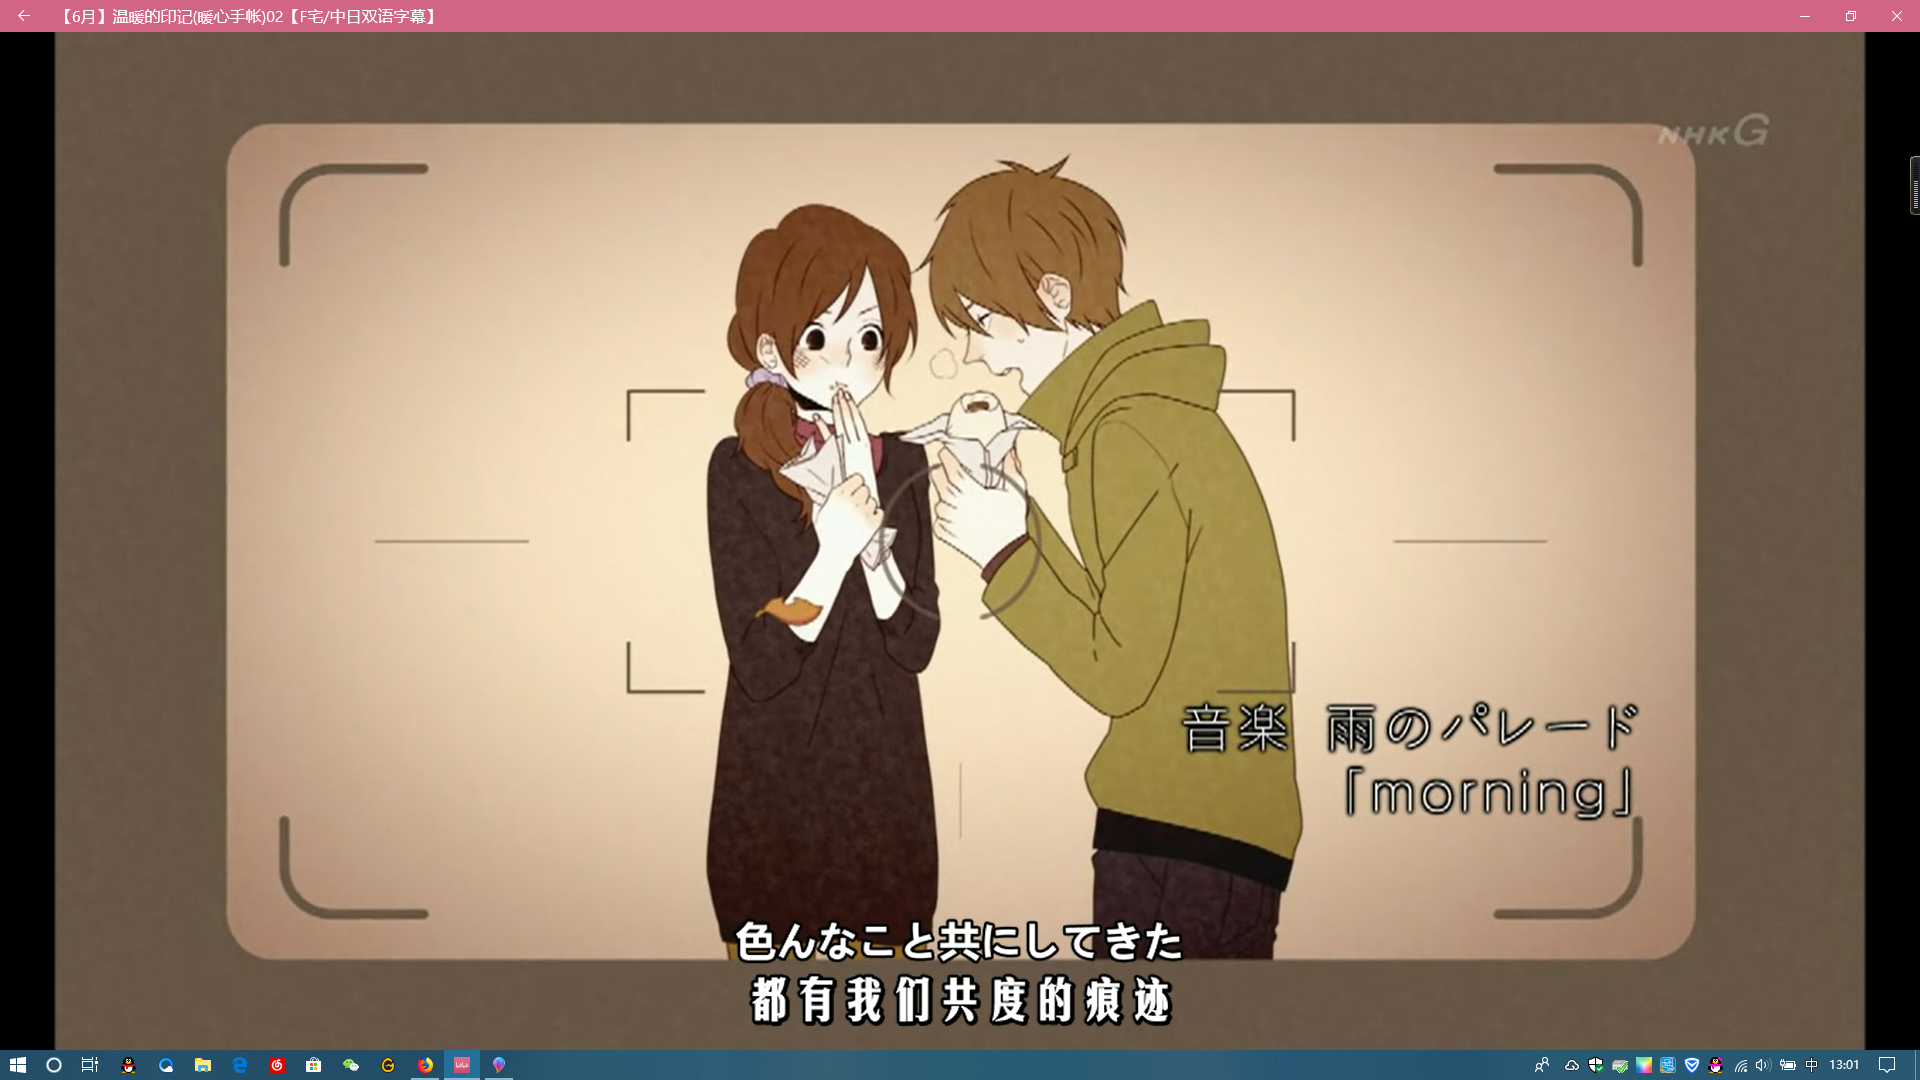 【6月】温暖的印记(暖心手帐)02【F宅/中日双语字幕】
NHK G
音楽 雨のパレード
「morning」
色んなこと共にしてきた
都有我们共度的痕迹
中
13:01